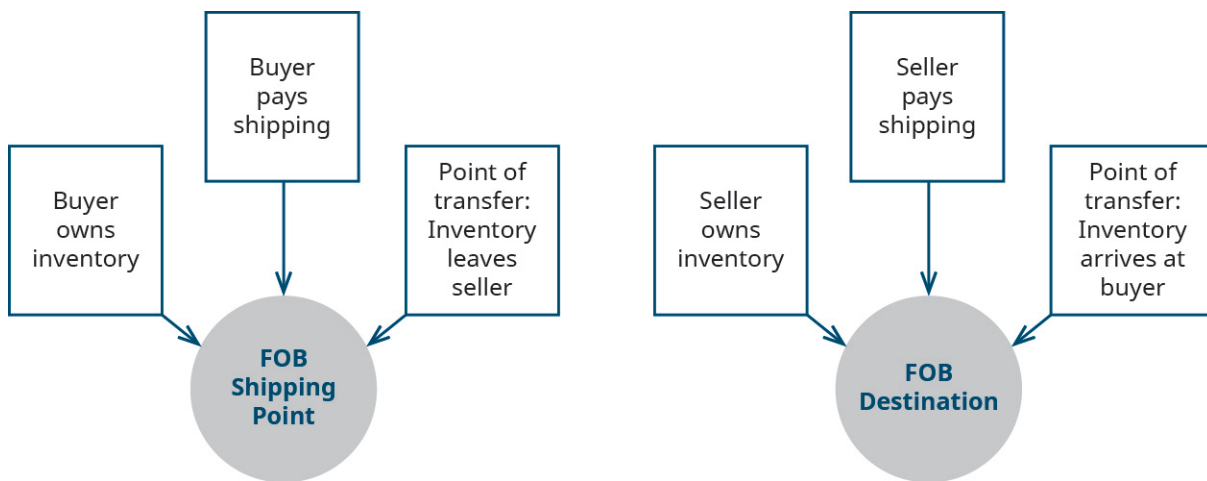 Buyer
pays
shipping
Buyer
owns
inventory
Point of
transfer:
Inventory
leaves
seller
FOB
Shipping
Point
Seller
pays
shipping
Seller
owns
inventory
Point of
transfer:
Inventory
arrives at
buyer
FOB
Destination